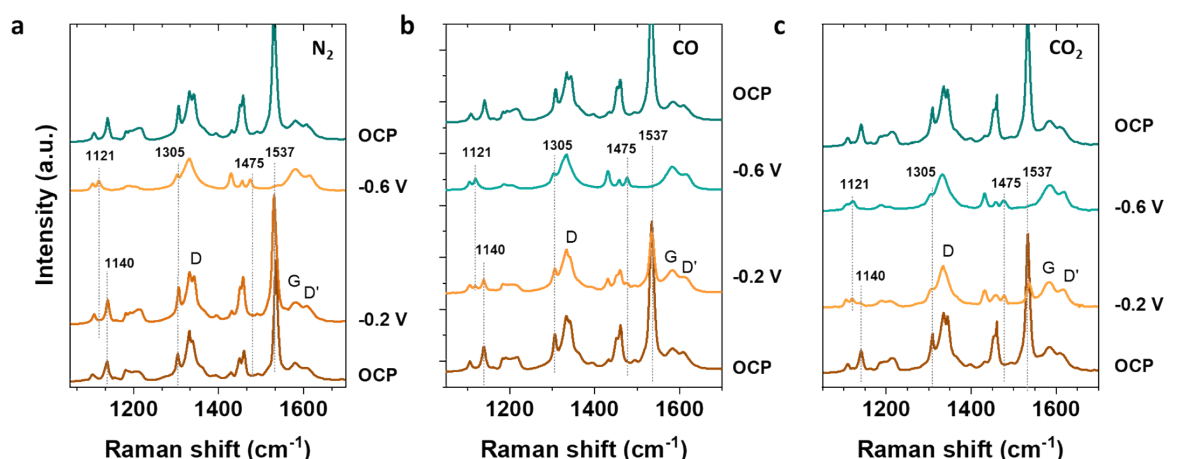 a
N2
OCP
1121
1305
1475
1537
-0.6 V
1140
D
G
D'
-0.2 V
OCP
1200
1400
1600
Raman shift (cm-1)
Intensity (a.u.)
b
CO
OCP
1121
1305
1475
1537
-0.6 V
1140
D
G
D'
-0.2 V
OCP
1200
1400
1600
Raman shift (cm-1)
c
CO2
OCP
1121
1305
1475
1537
-0.6 V
1140
D
G
D'
-0.2 V
OCP
1200
1400
1600
Raman shift (cm-1)